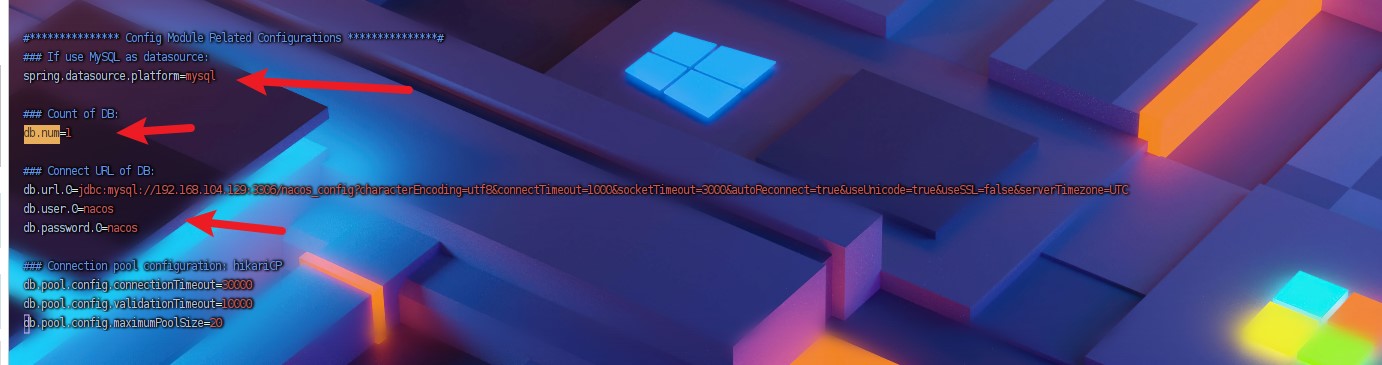 #*************** Config Module Related Configurations ***************#
### If use MySQL as datasource:
spring.datasource.platform=mysql
### Count of DB:
db.num=1
### Connect URL of DB:
db.url.0=jdbc:mysql://192.168.104.129:3306/nacos_config?characterEncoding=utf8&connectTimeout=1000&socketTimeout=3000&autoReconnect=true&useUnicode=true&useSSL=false&serverTimezone=UTC
db.user.0=nacos
db.password.0=nacos
### Connection pool configuration: hikariCP
db.pool.config.connectionTimeout=30000
db.pool.config.validationTimeout=10000
db.pool.config.maximumPoolSize=20